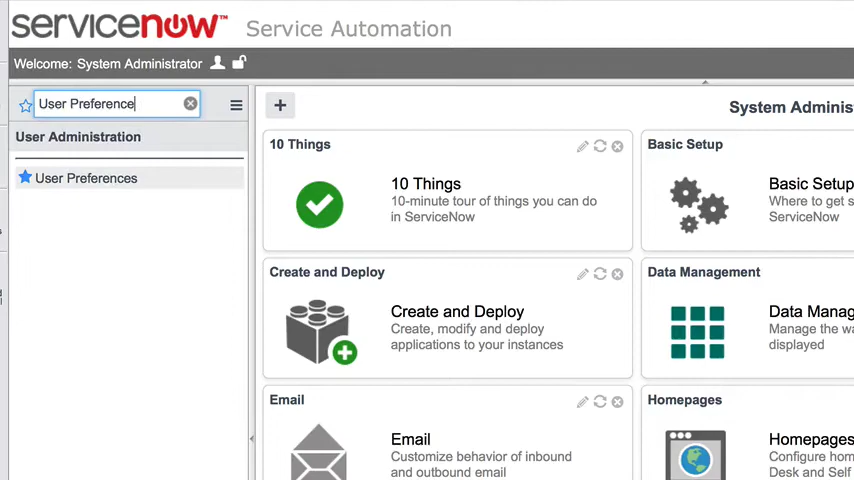 servicenow™ Service Automation
Welcome: System Administrator
User Preference
User Administration
User Preferences
System Adminis
10 Things
10 Things
10-minute tour of things you can do
in ServiceNow
Basic Setup
Basic Setup
Where to get s
ServiceNow
Create and Deploy
Create and Deploy
Create, modify and deploy
applications to your instances
Data Management
Data Manag
Manage the wa
displayed
Email
Email
Customize behavior of inbound
and outbound email
Homepages
Homepages
Configure hom
Desk and Self